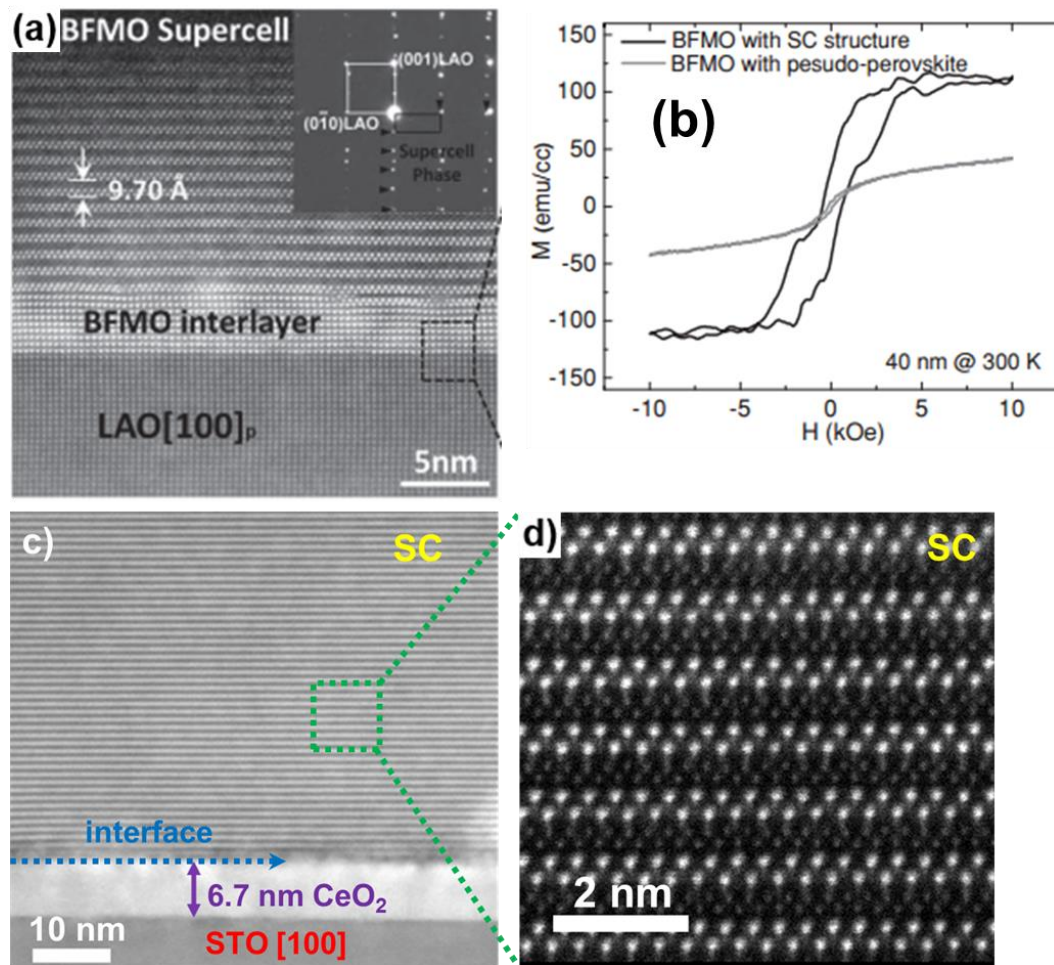 (a)
BFMO Supercell
(001)LAO
(01̄0)LAO
Supercell
Phase
9.70 Å
BFMO interlayer
LAO[100]p
5nm
(b)
BFMO with SC structure
BFMO with pesudo-perovskite
150
100
50
0
-50
-100
-150
M (emu/cc)
40 nm @ 300 K
-10
-5
0
5
10
H (kOe)
c)
SC
interface
6.7 nm CeO₂
10 nm
STO [100]
d)
SC
2 nm